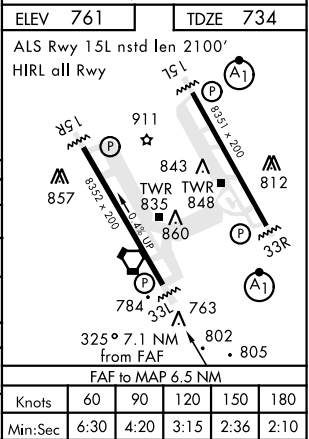 ELEV 761
TDZE 734
ALS Rwy 15L nstd len 2100'
HIRL all Rwy
15L
A1
P
15R
911
P
8351 x 200
843
812
857
TWR 835
TWR 848
8352 x 200
0.4% UP
860
P
33R
P
A1
784
33L
763
325° 7.1 NM
from FAF
802
805
FAF to MAP 6.5 NM
Knots 60 90 120 150 180
Min:Sec 6:30 4:20 3:15 2:36 2:10